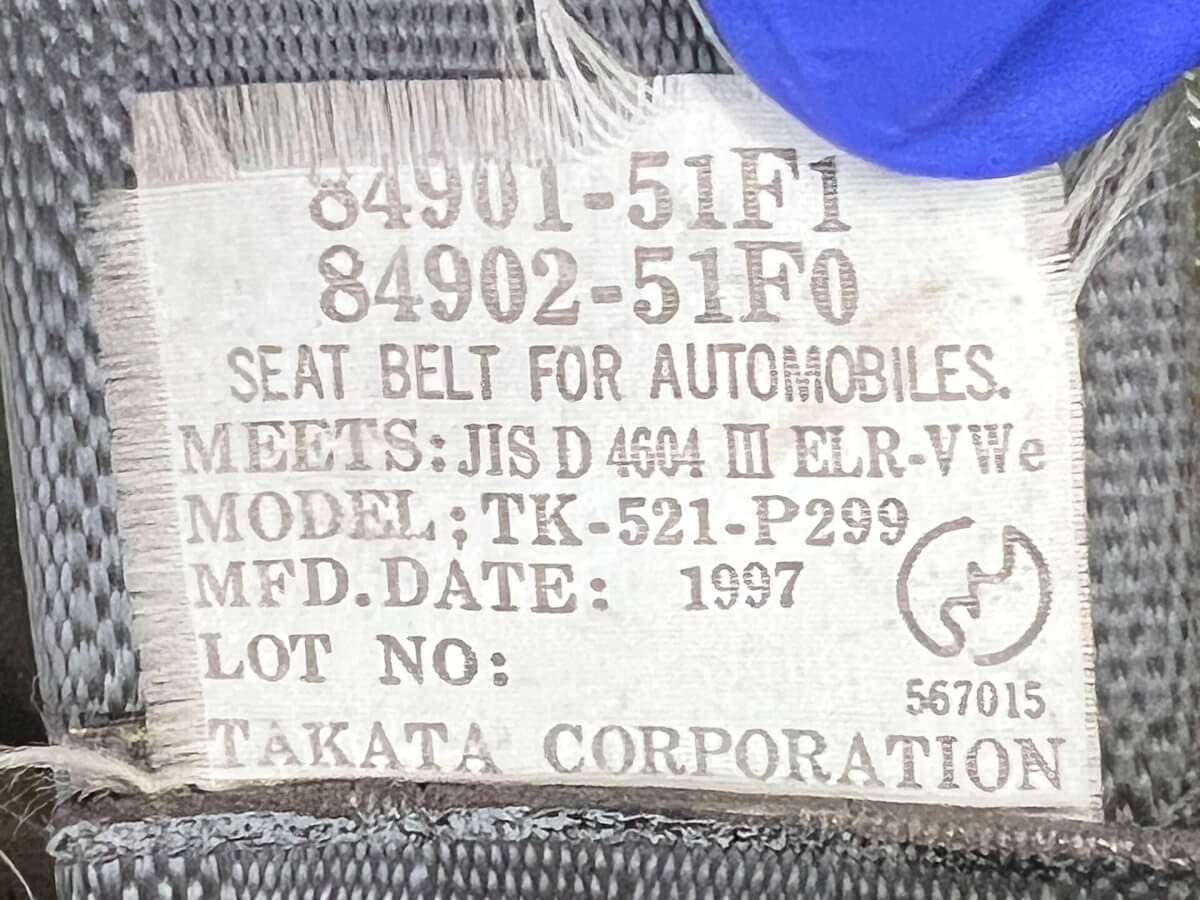 84901-51F1
84902-51F0
SEAT BELT FOR AUTOMOBILES.
MEETS: JIS D 4604 III ELR-VWe
MODEL; TK-521-P299
MFD. DATE: 1997
LOT NO:
567015
TAKATA CORPORATION